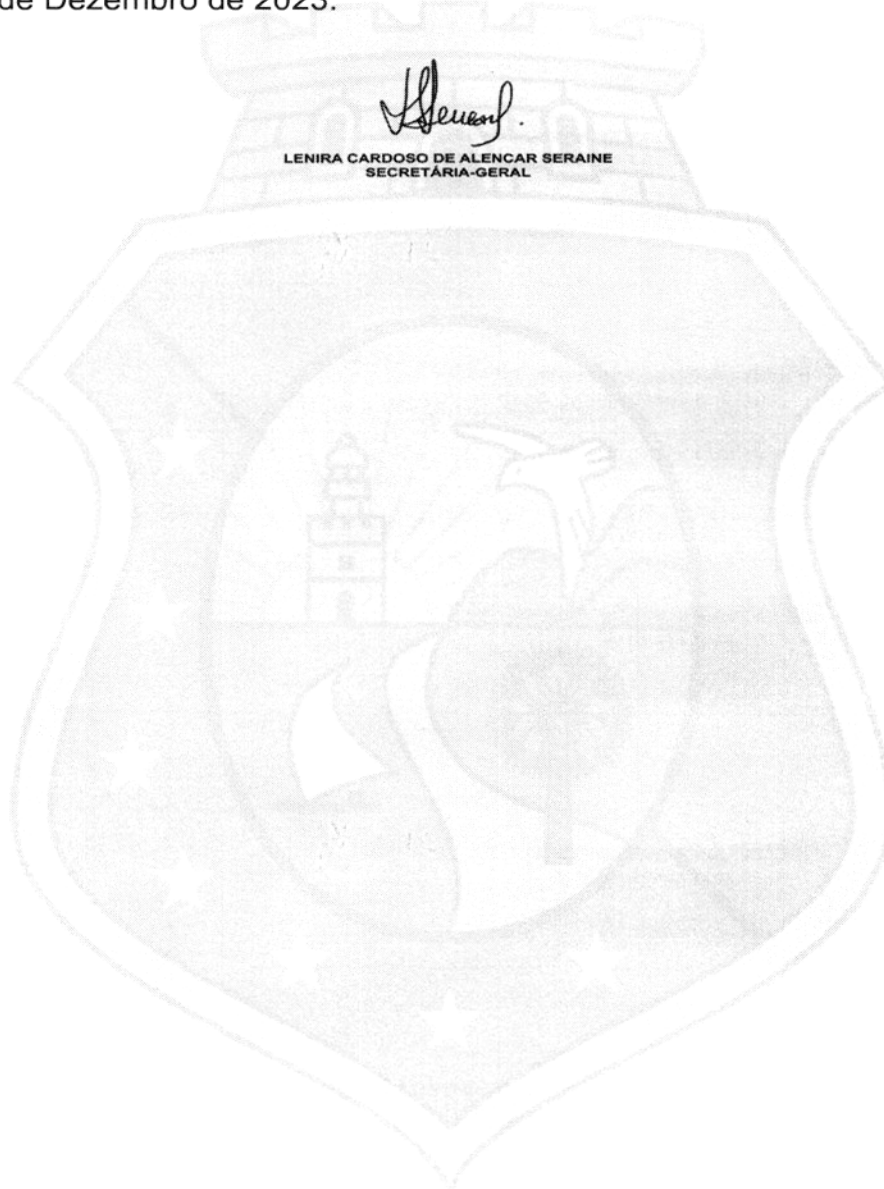 de Dezembro de 2023.
LENIRA CARDOSO DE ALENCAR SERAINE
SECRETÁRIA-GERAL